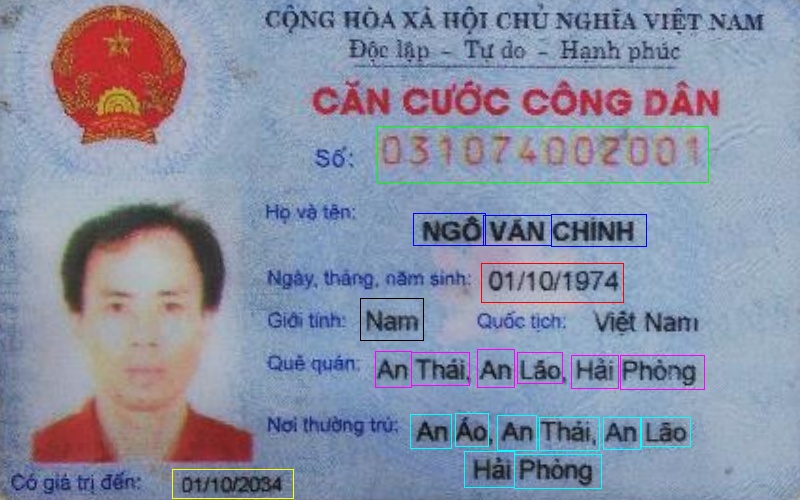 CỘNG HÒA XÃ HỘI CHỦ NGHĨA VIỆT NAM
Độc lập - Tự do - Hạnh phúc
CĂN CƯỚC CÔNG DÂN
Số: 031074002001
Họ và tên:
NGÔ VĂN CHỈNH
Ngày, tháng, năm sinh: 01/10/1974
Giới tính: Nam Quốc tịch: Việt Nam
Quê quán: An Thái, An Lão, Hải Phòng
Nơi thường trú: An Áo, An Thái, An Lão
Hải Phòng
Có giá trị đến: 01/10/2034